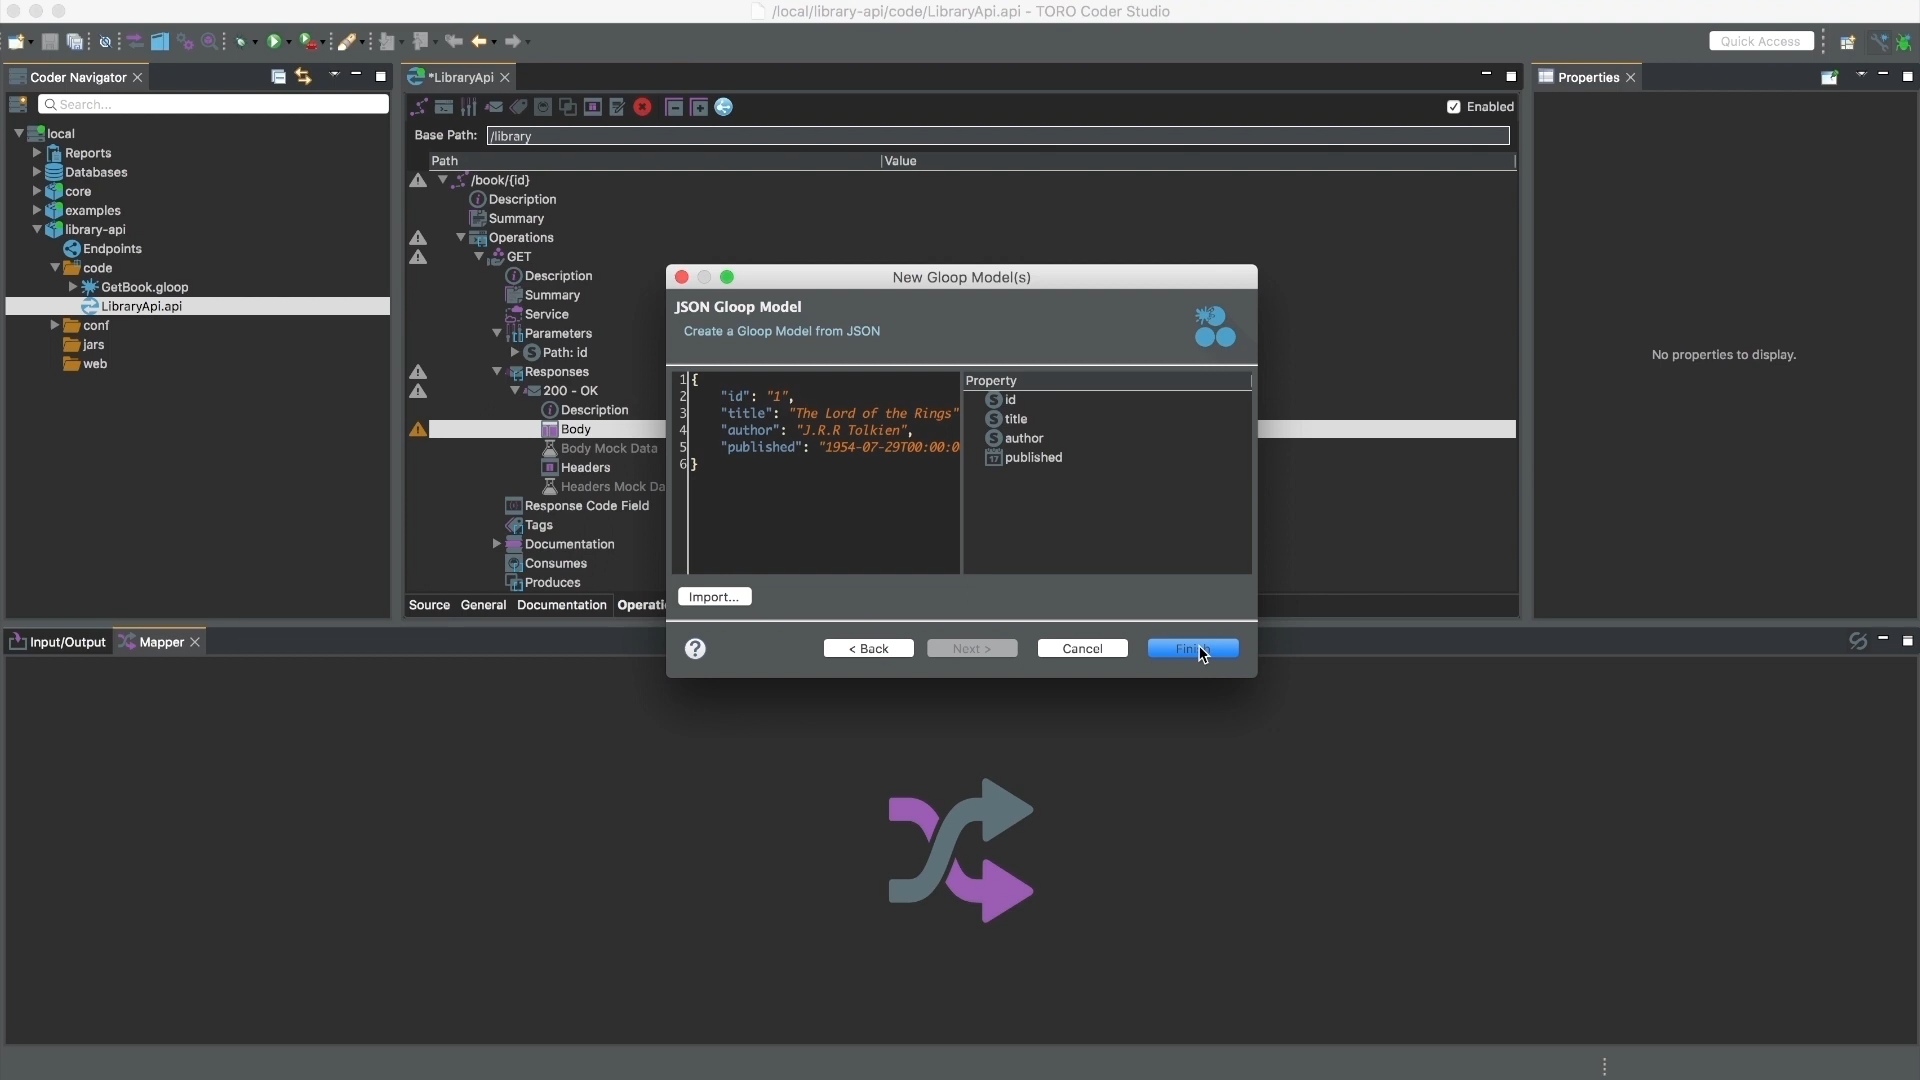 /local/library-api/code/LibraryApi.api - TORO Coder Studio
Quick Access
Coder Navigator
*LibraryApi
Properties
Search...
Enabled
Base Path: /library
Path Value
local
Reports
Databases
core
examples
library-api
Endpoints
code
GetBook.gloop
LibraryApi.api
conf
jars
web
/book/{id}
Description
Summary
Operations
GET
Description
Summary
Service
Parameters
Path: id
Responses
200 - OK
Description
Body
Body Mock Data
Headers
Headers Mock Da
Response Code Field
Tags
Documentation
Consumes
Produces
Source General Documentation Operati
New Gloop Model(s)
JSON Gloop Model
Create a Gloop Model from JSON
1 {
2 "id": "1",
3 "title": "The Lord of the Rings"
4 "author": "J.R.R Tolkien",
5 "published": "1954-07-29T00:00:0
6 }
Property
id
title
author
published
Import...
< Back Next > Cancel
No properties to display.
Input/Output Mapper